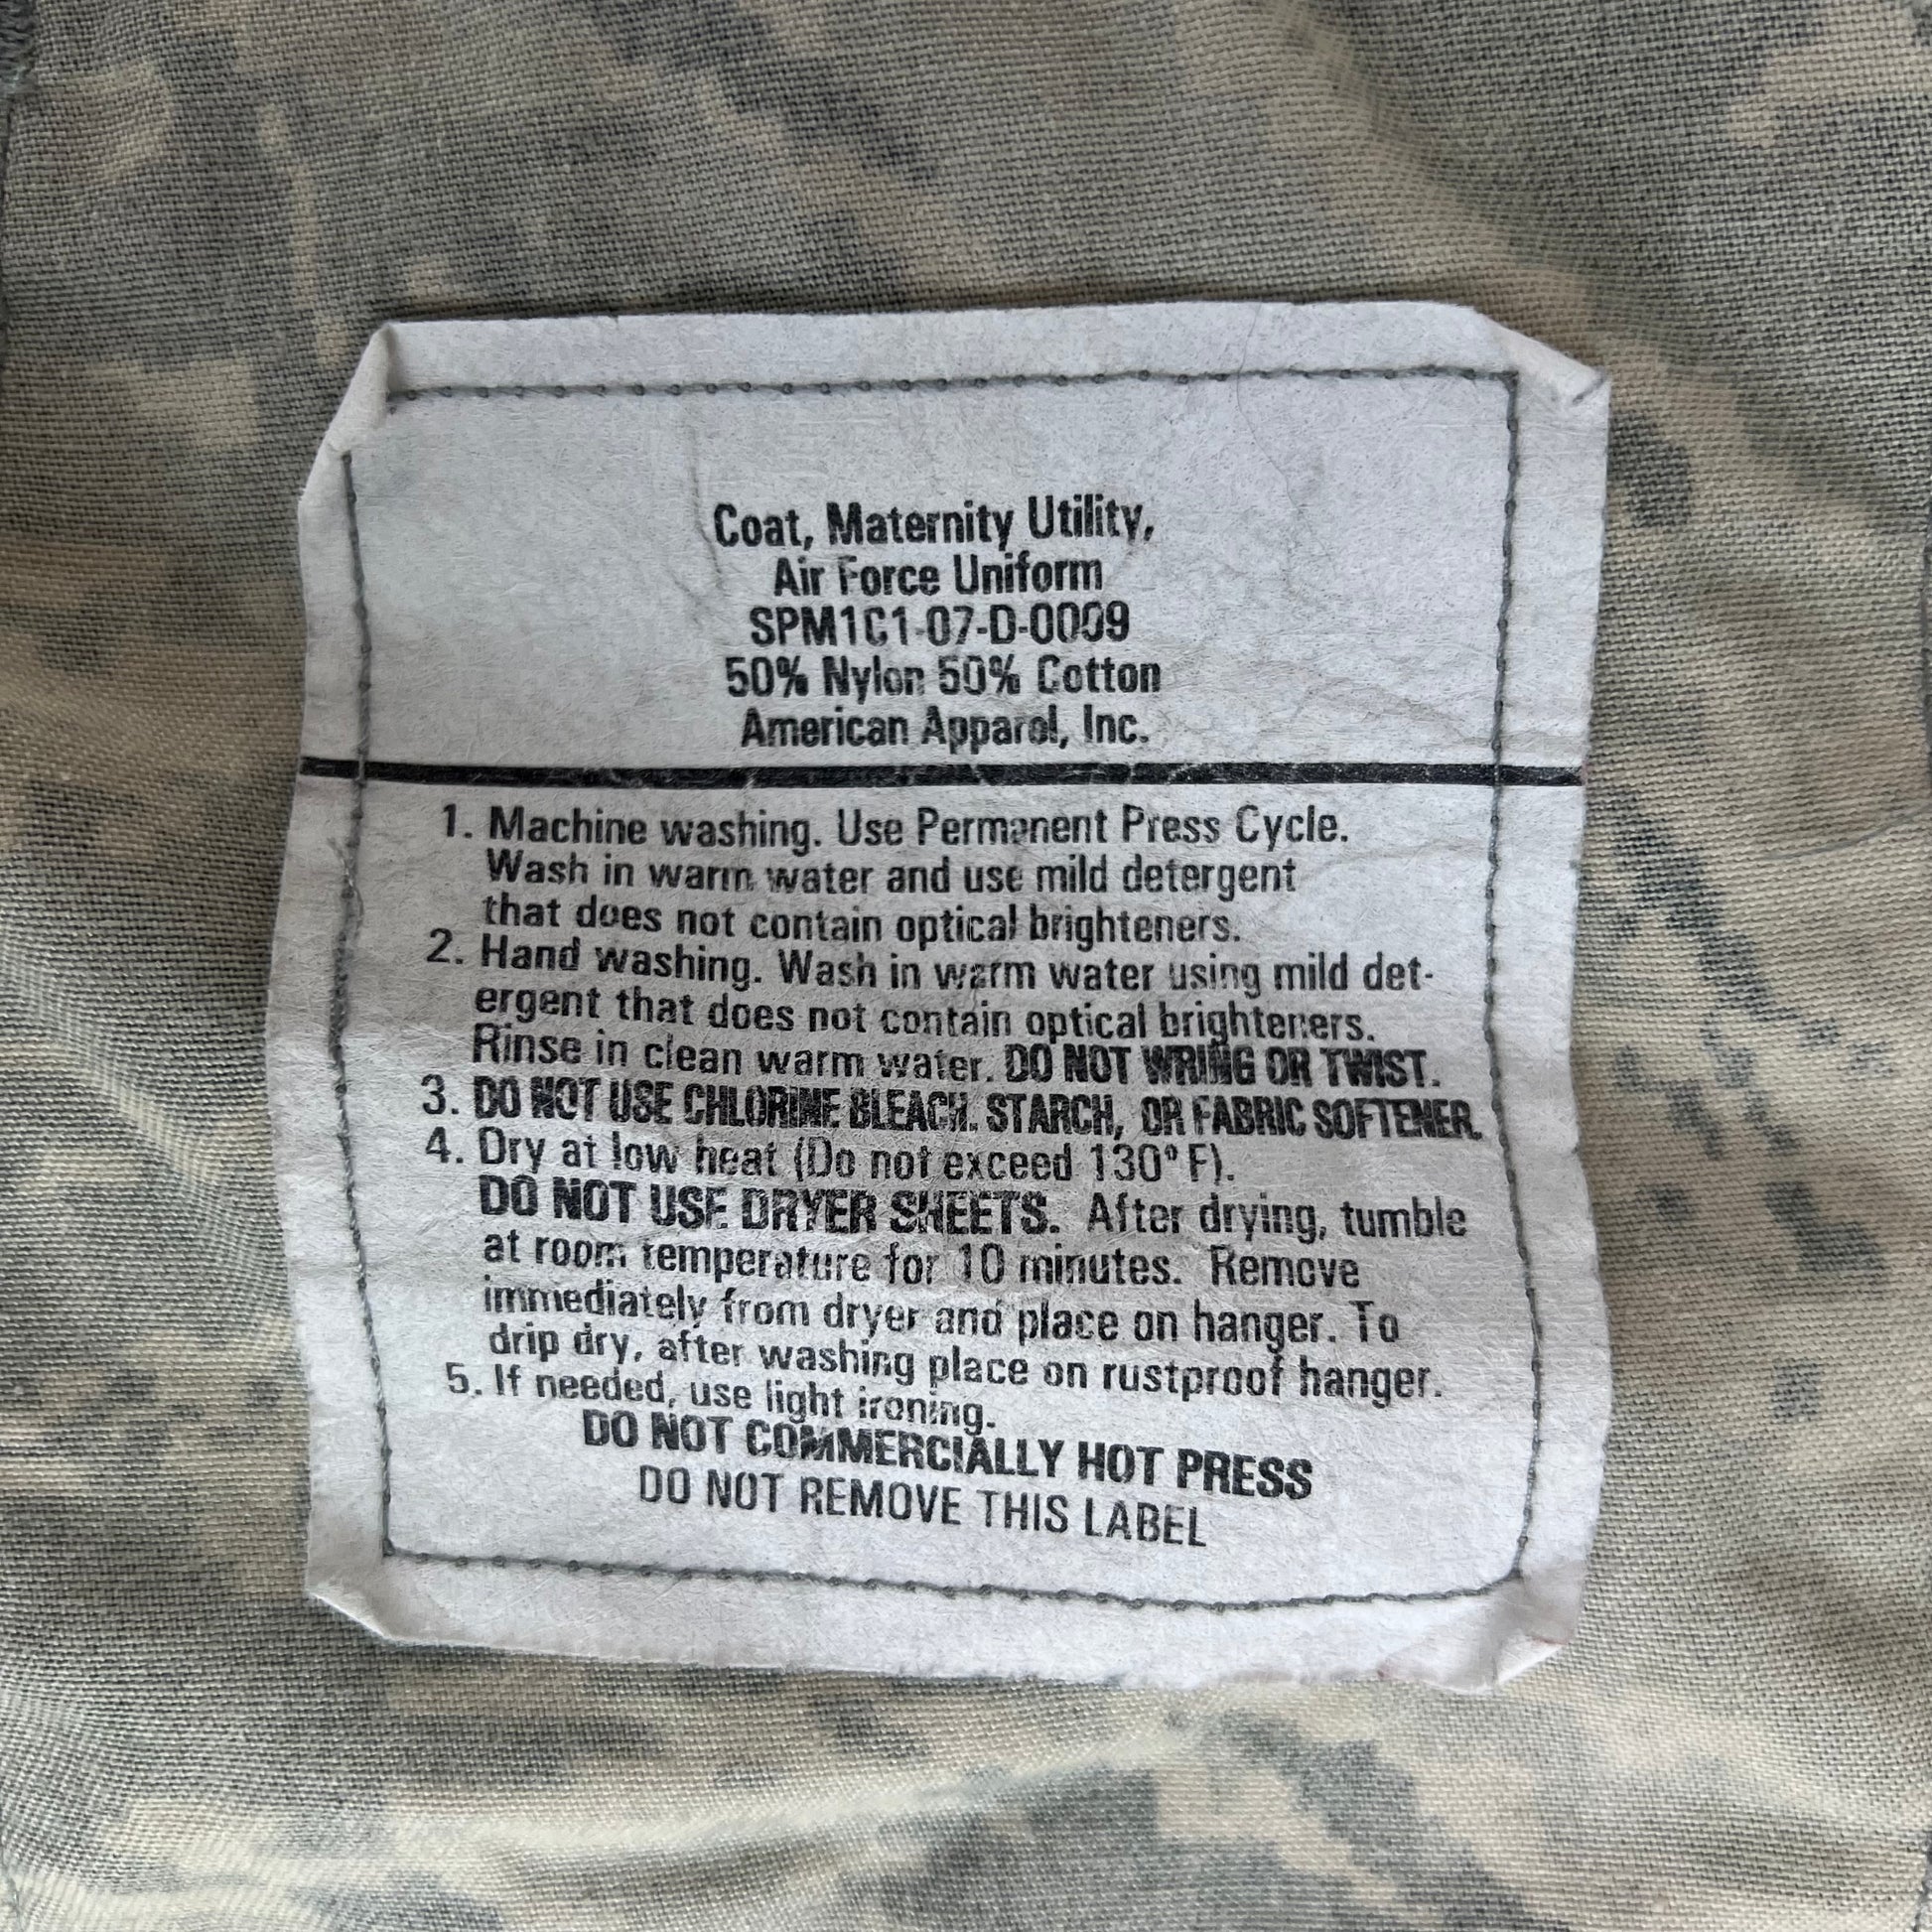 Coat, Maternity Utility,
Air Force Uniform
SPM1C1-07-D-0009
50% Nylon 50% Cotton
American Apparel, Inc.
1. Machine washing. Use Permanent Press Cycle.
Wash in warm water and use mild detergent
that does not contain optical brighteners.
2. Hand washing. Wash in warm water using mild det-
ergent that does not contain optical brighteners.
Rinse in clean warm water. DO NOT WRING OR TWIST.
3. DO NOT USE CHLORINE BLEACH. STARCH, OR FABRIC SOFTENER.
4. Dry at low heat (Do not exceed 130° F).
DO NOT USE DRYER SHEETS. After drying, tumble
at room temperature for 10 minutes. Remove
immediately from dryer and place on hanger. To
drip dry, after washing place on rustproof hanger.
5. If needed, use light ironing.
DO NOT COMMERCIALLY HOT PRESS
DO NOT REMOVE THIS LABEL